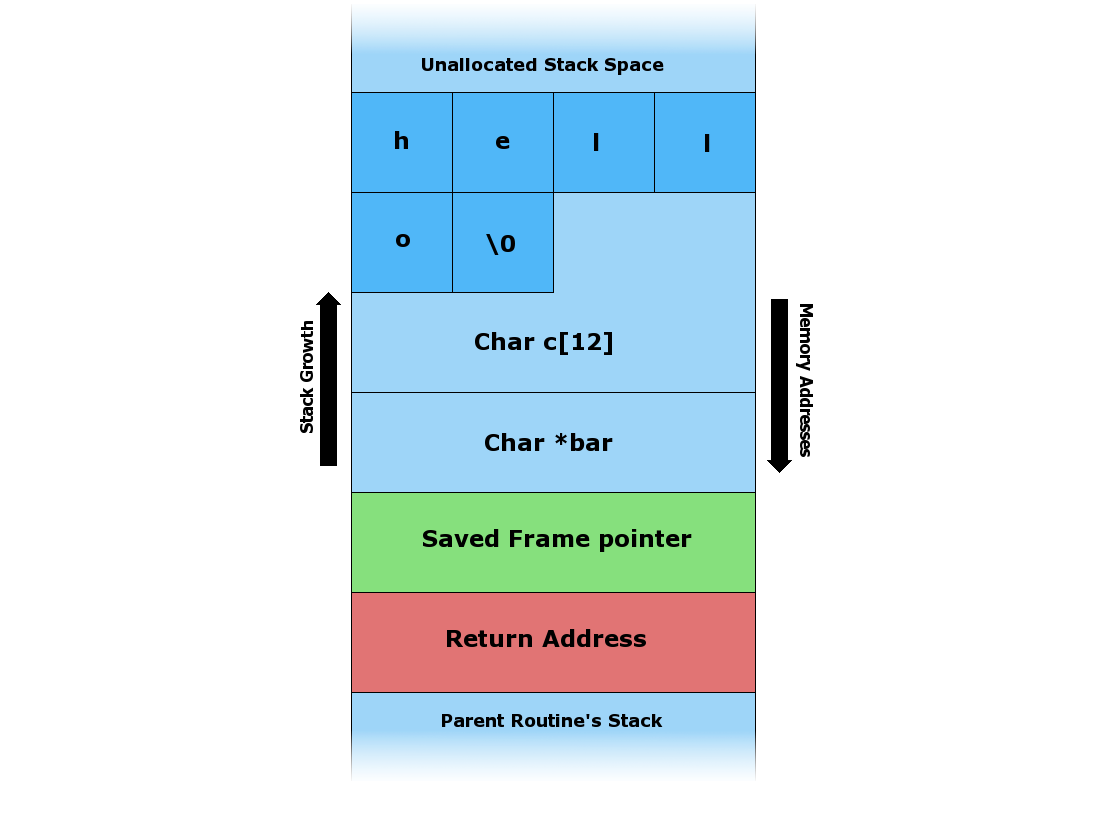 Unallocated Stack Space
h e l l
o \0
Char c[12]
Stack Growth
Memory Addresses
Char *bar
Saved Frame pointer
Return Address
Parent Routine's Stack